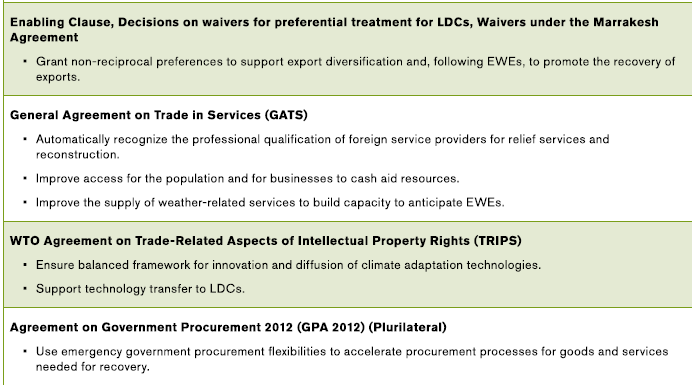 Enabling Clause, Decisions on waivers for preferential treatment for LDCs, Waivers under the Marrakesh
Agreement
▪ Grant non-reciprocal preferences to support export diversification and, following EWEs, to promote the recovery of
exports.
General Agreement on Trade in Services (GATS)
▪ Automatically recognize the professional qualification of foreign service providers for relief services and
reconstruction.
▪ Improve access for the population and for businesses to cash aid resources.
▪ Improve the supply of weather-related services to build capacity to anticipate EWEs.
WTO Agreement on Trade-Related Aspects of Intellectual Property Rights (TRIPS)
▪ Ensure balanced framework for innovation and diffusion of climate adaptation technologies.
▪ Support technology transfer to LDCs.
Agreement on Government Procurement 2012 (GPA 2012) (Plurilateral)
▪ Use emergency government procurement flexibilities to accelerate procurement processes for goods and services
needed for recovery.